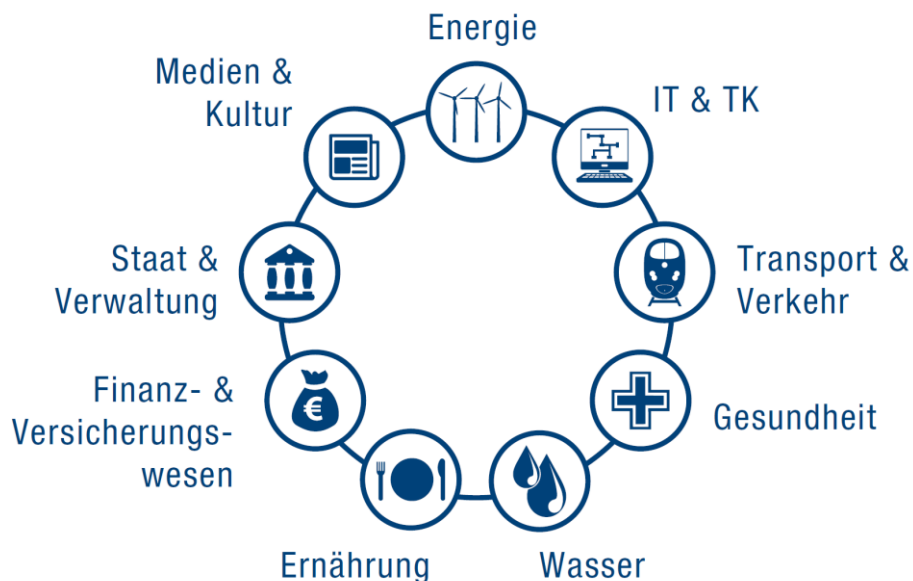 Energie
IT & TK
Transport &
Verkehr
Gesundheit
Wasser
Ernährung
Finanz- &
Versicherungs-
wesen
€
Staat &
Verwaltung
Medien &
Kultur